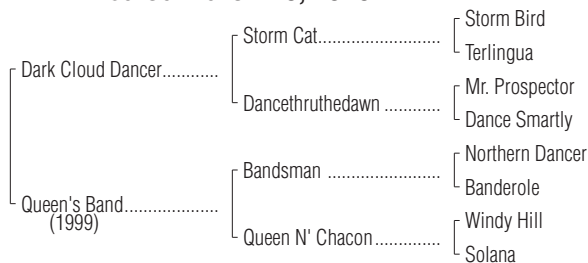 Storm Bird
Storm Cat..........................
Terlingua
Dark Cloud Dancer............
Mr. Prospector
Dancethruthedawn ............
Dance Smartly
Northern Dancer
Bandsman ........................
Banderole
Queen's Band....................
(1999)
Windy Hill
Queen N' Chacon..............
Solana